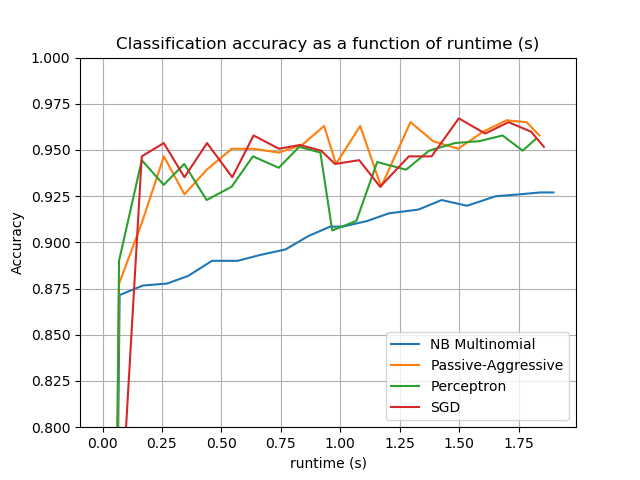 Classification accuracy as a function of runtime (s)
1.000
0.975
0.950
0.925
0.900
0.875
0.850
0.825
0.800
Accuracy
NB Multinomial
Passive-Aggressive
Perceptron
SGD
0.00 0.25 0.50 0.75 1.00 1.25 1.50 1.75
runtime (s)